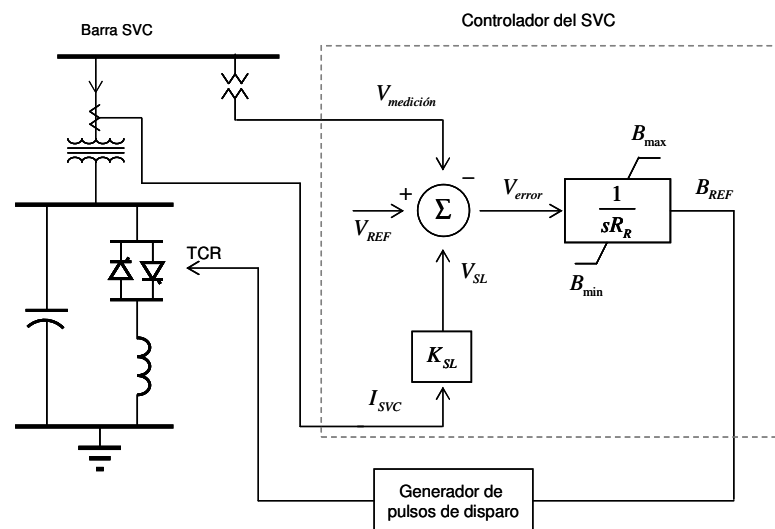 Controlador del SVC
Barra SVC
V_medición
B_max
−
+
Σ
V_error
1
sR_R
B_REF
V_REF
TCR
V_SL
B_min
K_SL
I_SVC
Generador de
pulsos de disparo